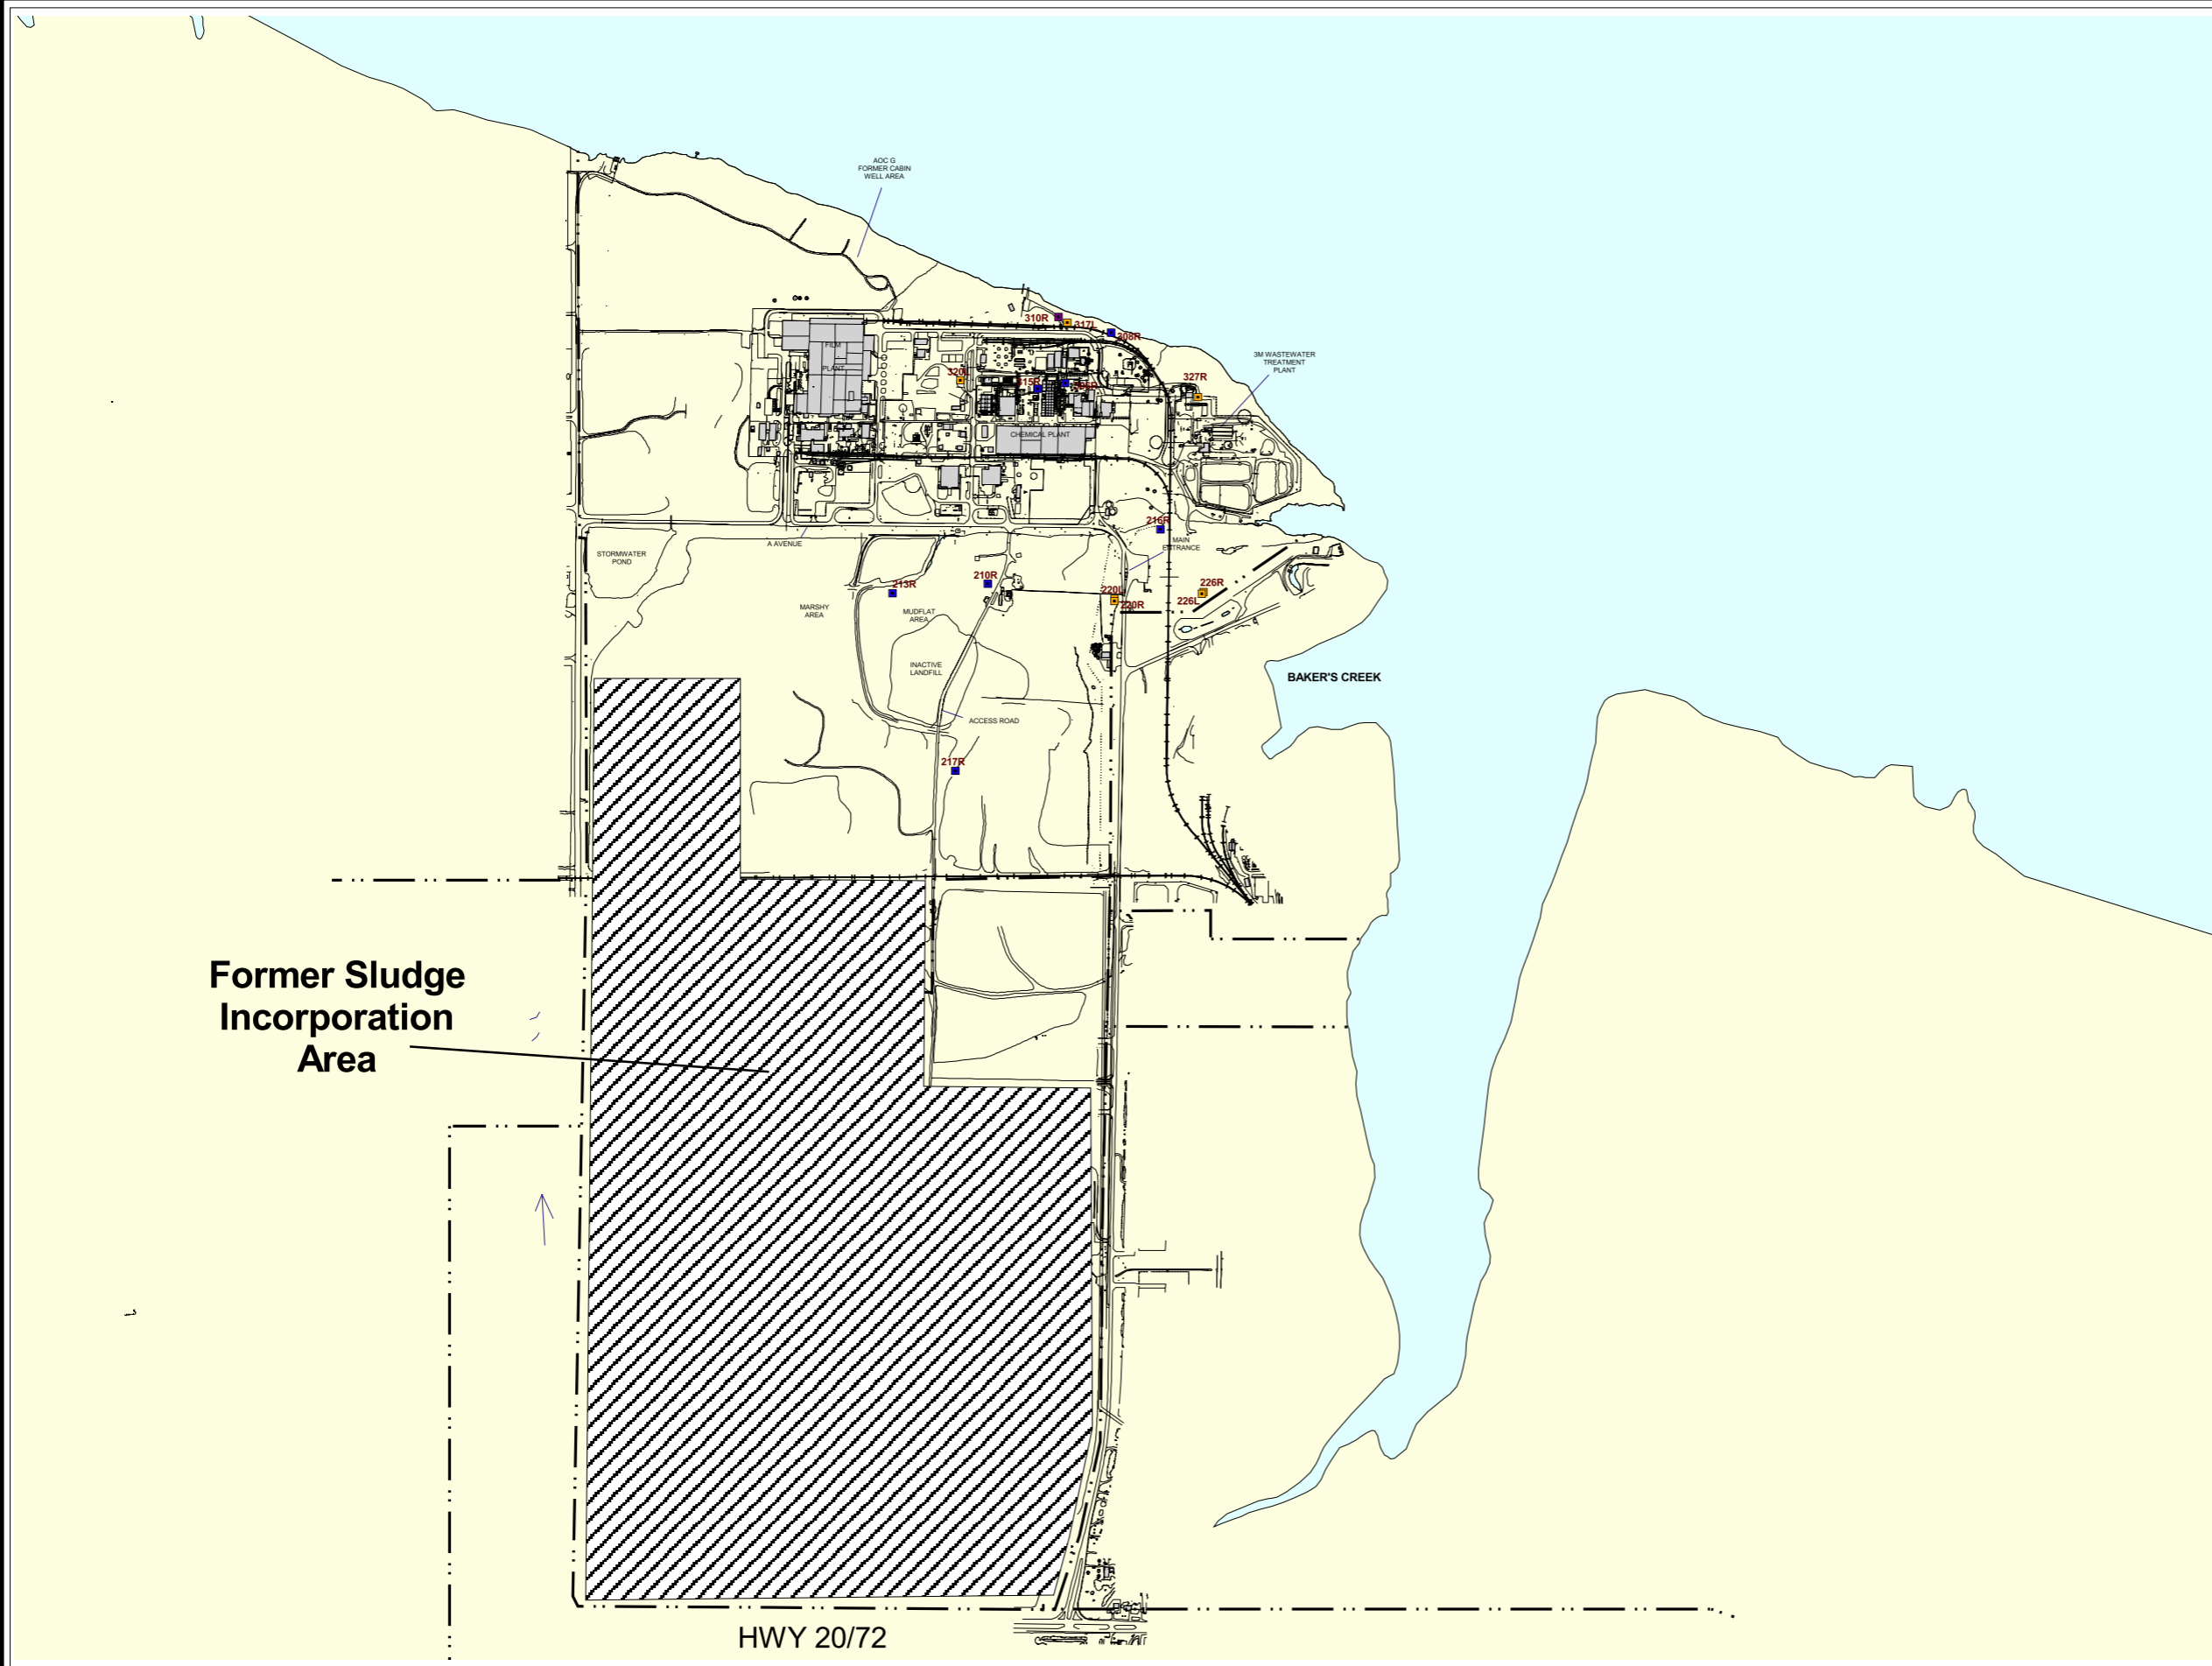 AOC G
FORMER CABIN
WELL AREA
310R
317L
308R
FILM
PLANT
320L
315R
327R
3M WASTEWATER
TREATMENT
PLANT
CHEMICAL PLANT
216R
A AVENUE
MAIN
ENTRANCE
STORMWATER
POND
213R
210R
220L
220R
226R
226L
MARSHY
AREA
MUDFLAT
AREA
INACTIVE
LANDFILL
BAKER'S CREEK
ACCESS ROAD
217R
Former Sludge
Incorporation
Area
HWY 20/72